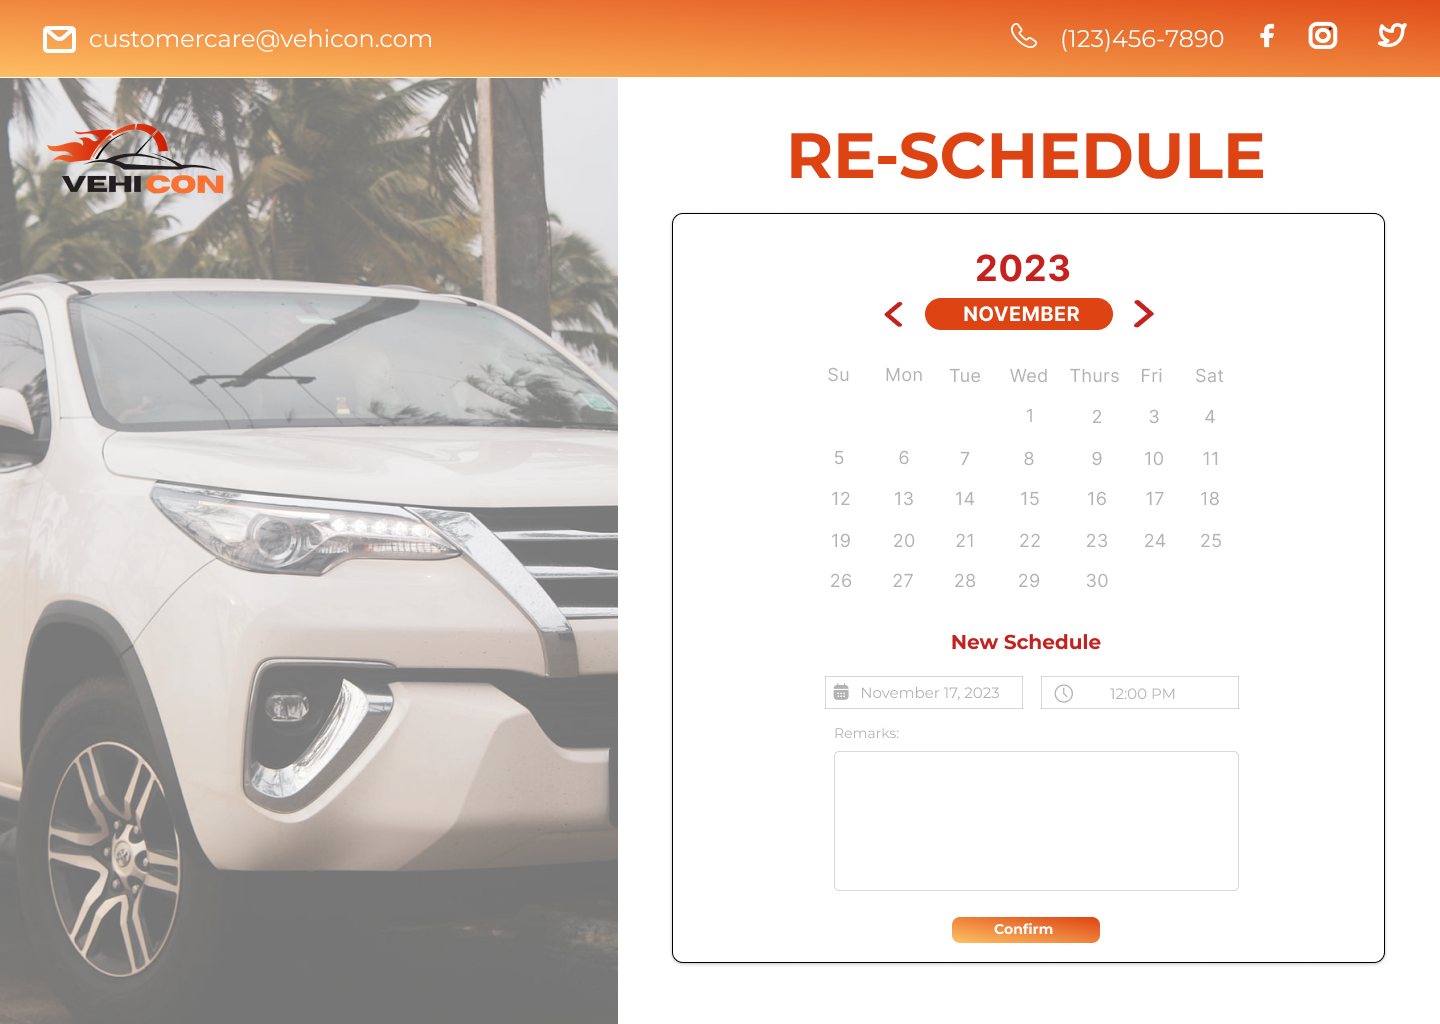 customercare@vehicon.com
(123)456-7890
VEHICON
RE-SCHEDULE
2023
NOVEMBER
Su Mon Tue Wed Thurs Fri Sat
1 2 3 4
5 6 7 8 9 10 11
12 13 14 15 16 17 18
19 20 21 22 23 24 25
26 27 28 29 30
New Schedule
November 17, 2023
12:00 PM
Remarks:
Confirm